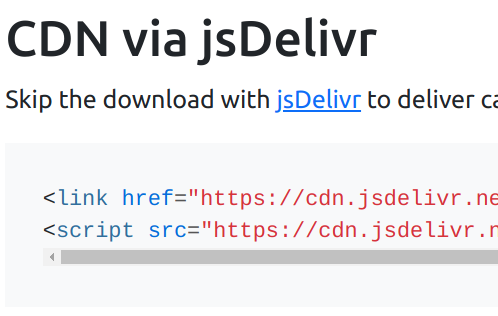 CDN via jsDelivr
Skip the download with jsDelivr to deliver ca
<link href="https://cdn.jsdelivr.ne
<script src="https://cdn.jsdelivr.n